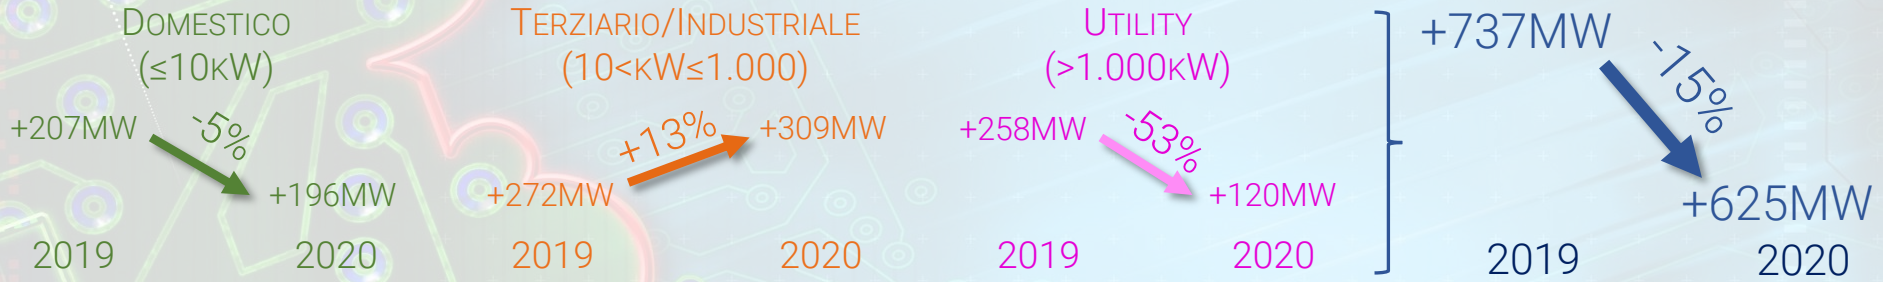 DOMESTICO
(≤10KW)
+207MW
-5%
+196MW
2019
2020
TERZIARIO/INDUSTRIALE
(10<KW≤1.000)
+272MW
+13%
+309MW
2019
2020
UTILITY
(>1.000KW)
+258MW
-53%
+120MW
2019
2020
+737MW
-15%
+625MW
2019
2020